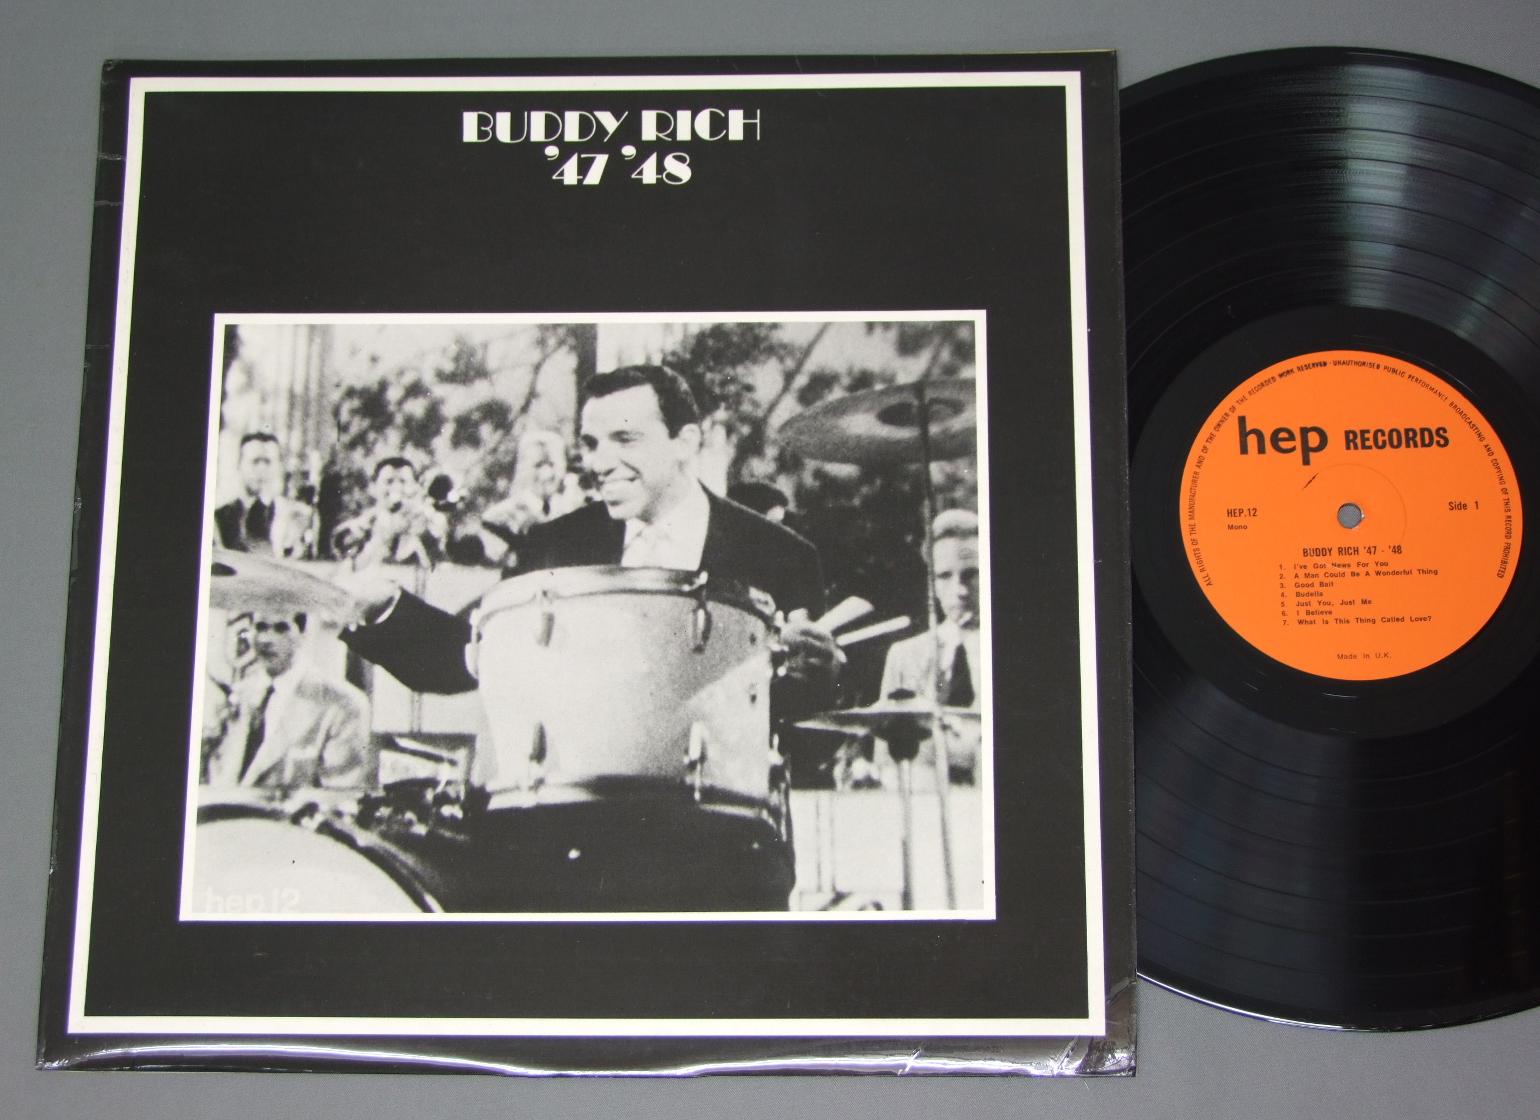 BUDDY RICH
'47 '48
hep12
ALL RIGHTS OF THE MANUFACTURER AND OF THE OWNER OF THE RECORDED WORK RESERVED · UNAUTHORISED PUBLIC PERFORMANCE BROADCASTING AND COPYING OF THIS RECORD PROHIBITED
hep RECORDS
HEP.12
Mono
Side 1
BUDDY RICH '47 - '48
1. I've Got News For You
2. A Man Could Be A Wonderful Thing
3. Good Bait
4. Budella
5. Just You, Just Me
6. I Believe
7. What Is This Thing Called Love?
Made in U.K.